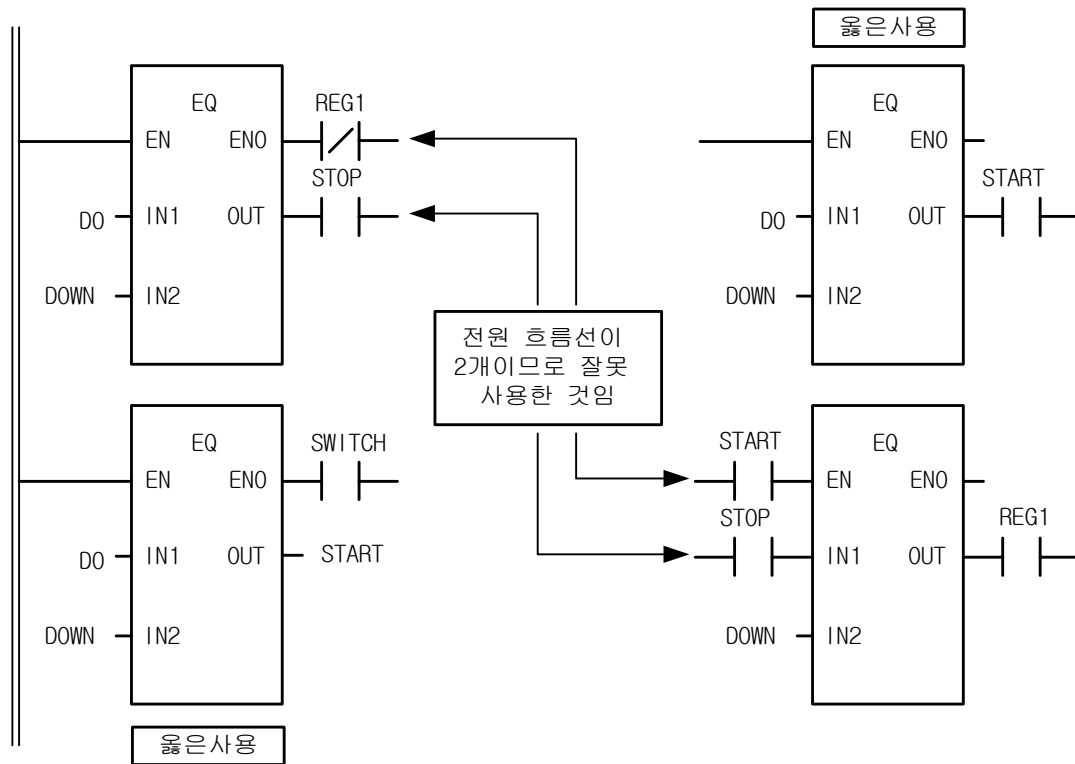 옳은사용
EQ
EN ENO
REG1
STOP
DO IN1 OUT
DOWN IN2
EQ
EN ENO
START
DO IN1 OUT
DOWN IN2
전원 흐름선이
2개이므로 잘못
사용한 것임
EQ
SWITCH
EN ENO
DO IN1 OUT START
DOWN IN2
옳은사용
START
EQ
EN ENO
STOP
REG1
IN1 OUT
DOWN IN2